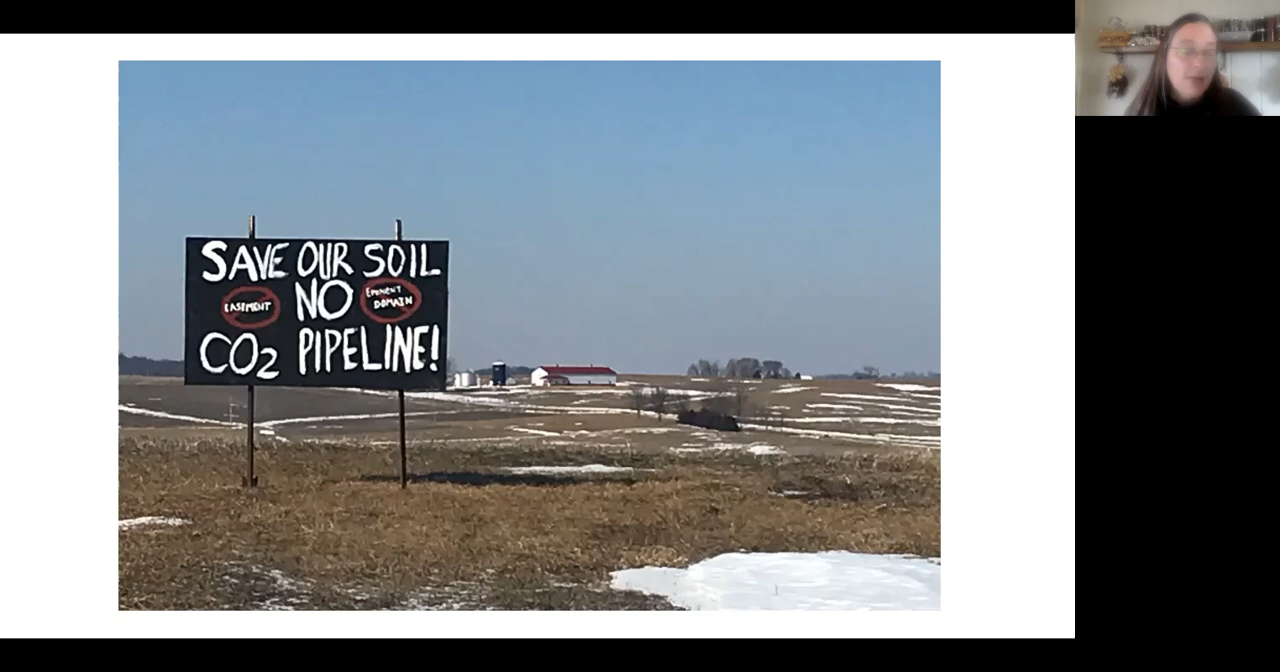 SAVE OUR SOIL
EASEMENT NO EMINENT DOMAIN
CO2 PIPELINE!